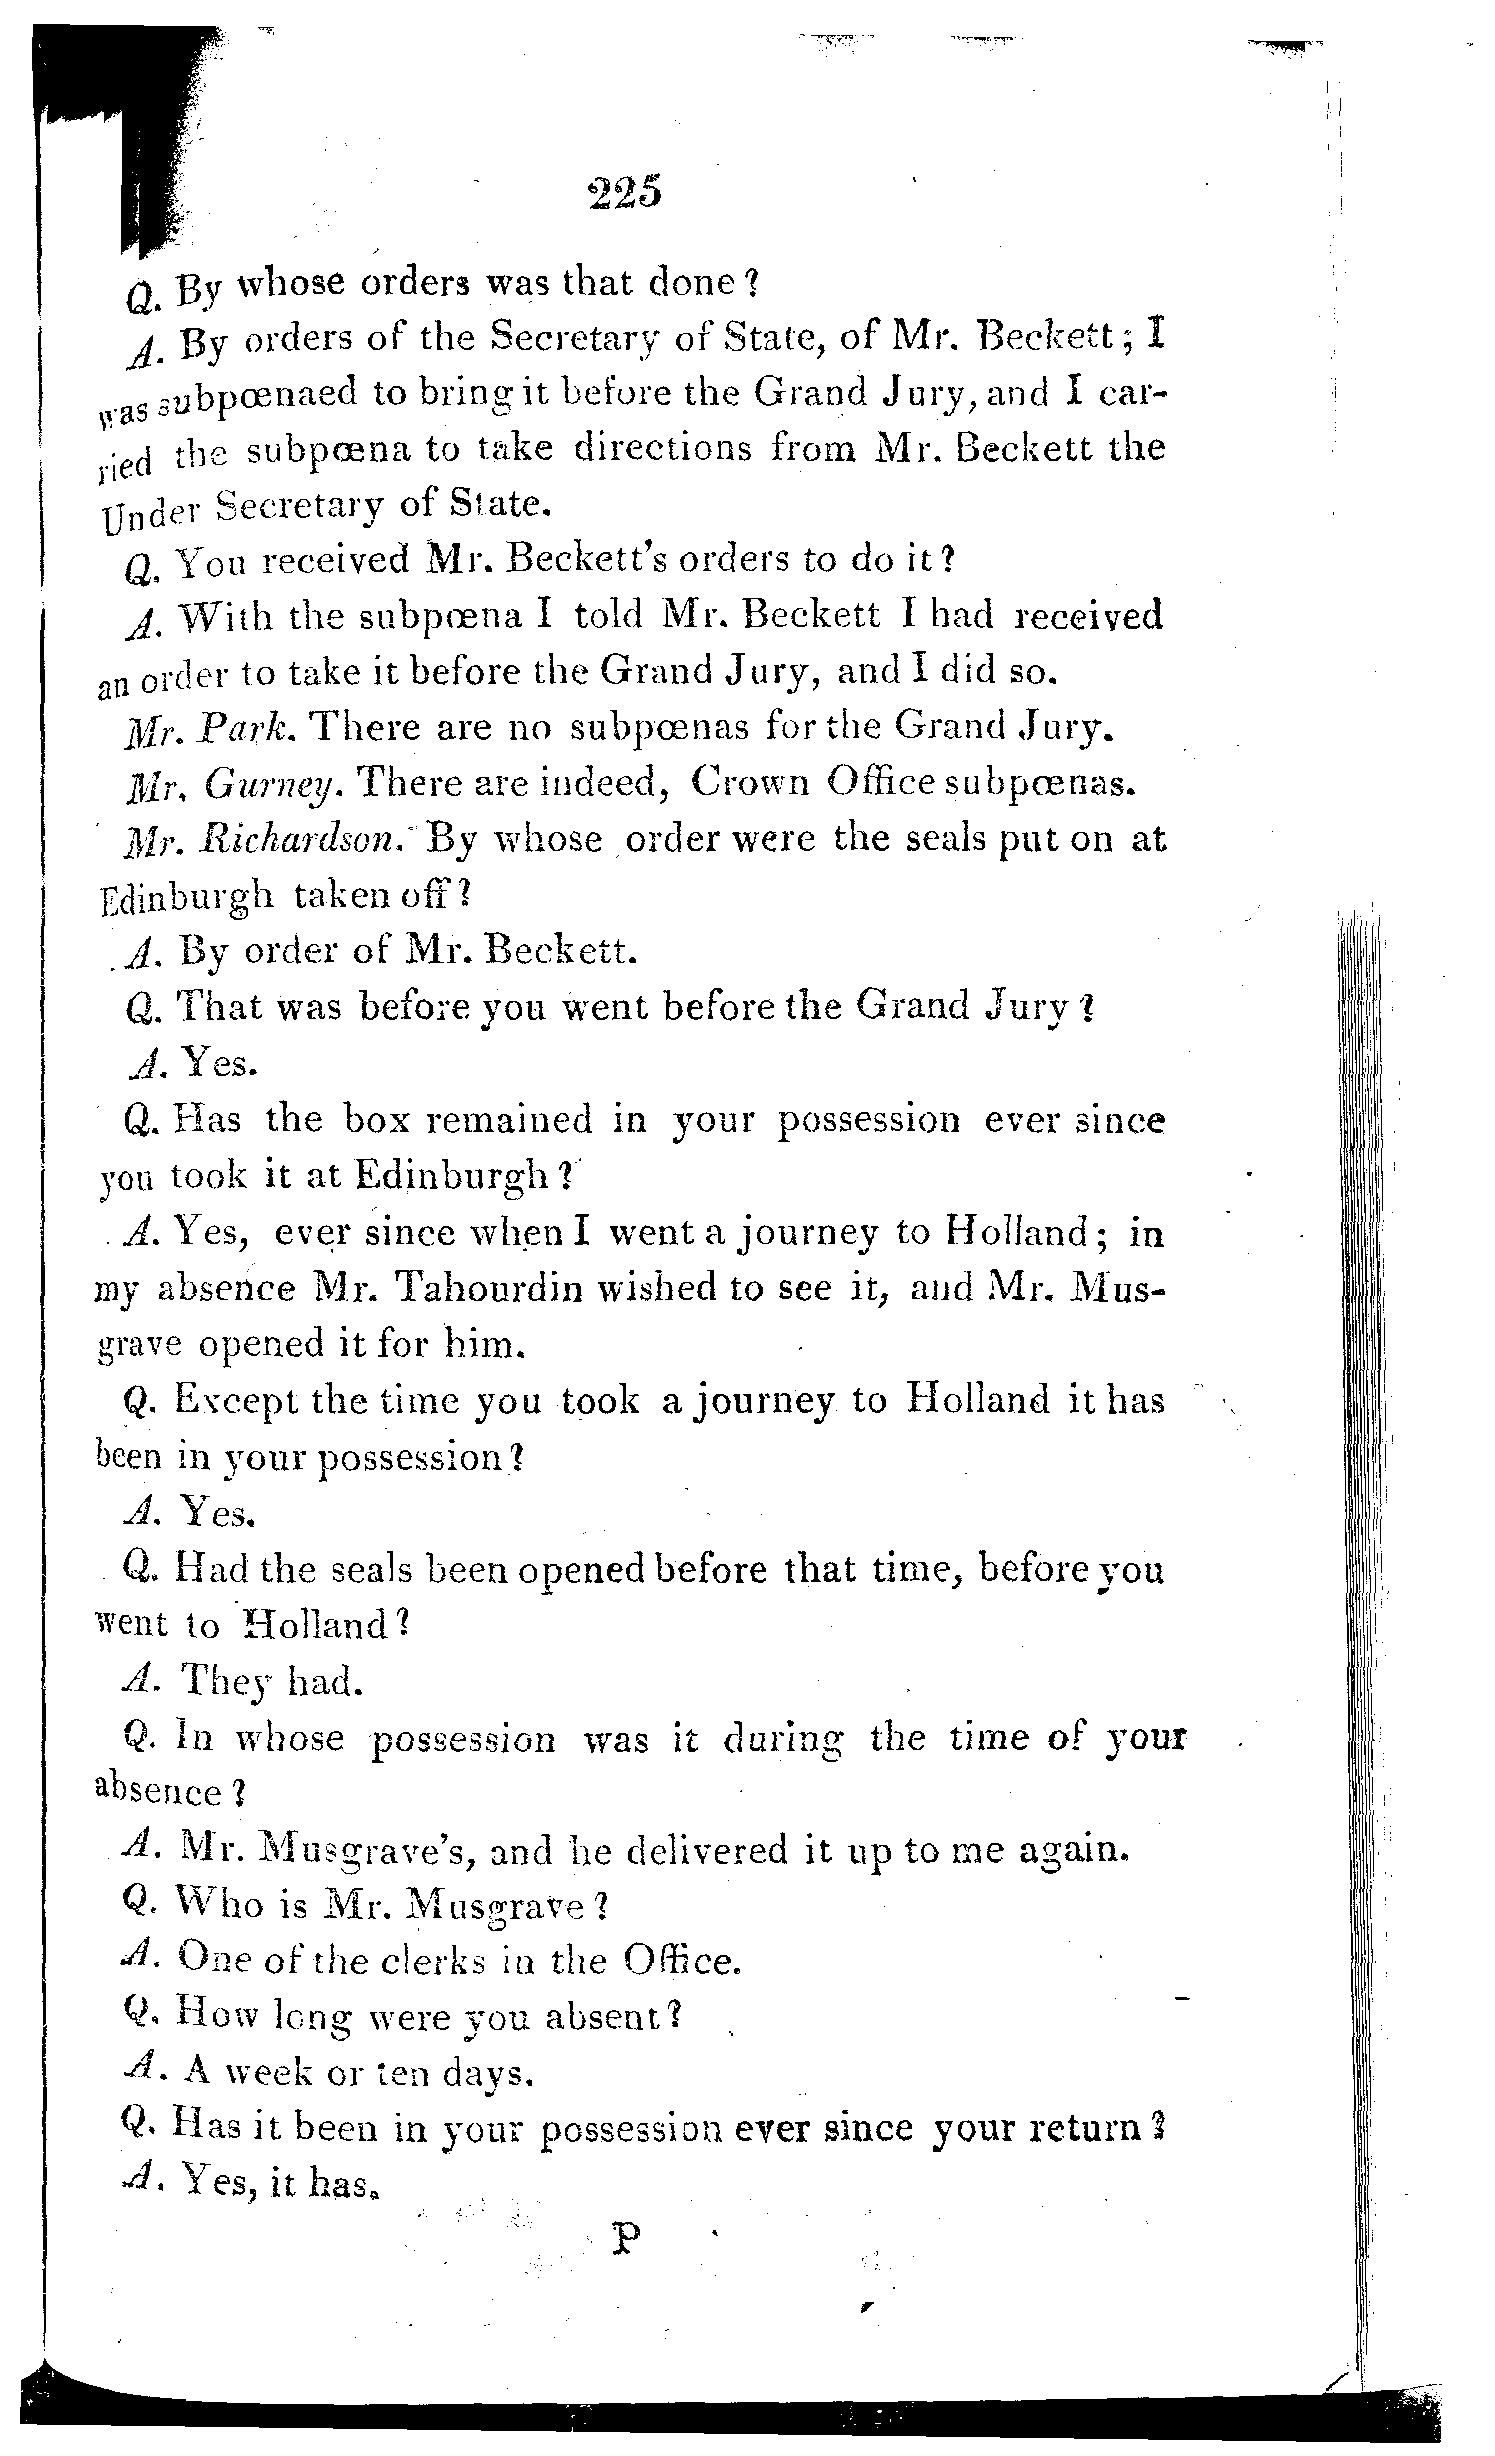 225
Q. By whose orders was that done?
A. By orders of the Secretary of State, of Mr. Beckett; I
was subpœnaed to bring it before the Grand Jury, and I car-
ried the subpœna to take directions from Mr. Beckett the
Under Secretary of State.
Q. You received Mr. Beckett's orders to do it?
A. With the subpœna I told Mr. Beckett I had received
an order to take it before the Grand Jury, and I did so.
Mr. Park. There are no subpœnas for the Grand Jury.
Mr. Gurney. There are indeed, Crown Office subpœnas.
Mr. Richardson. By whose order were the seals put on at
Edinburgh taken off?
A. By order of Mr. Beckett.
Q. That was before you went before the Grand Jury?
A. Yes.
Q. Has the box remained in your possession ever since
you took it at Edinburgh?
A. Yes, ever since when I went a journey to Holland; in
my absence Mr. Tahourdin wished to see it, and Mr. Mus-
grave opened it for him.
Q. Except the time you took a journey to Holland it has
been in your possession?
A. Yes.
Q. Had the seals been opened before that time, before you
went to Holland?
A. They had.
Q. In whose possession was it during the time of your
absence?
A. Mr. Musgrave's, and he delivered it up to me again.
Q. Who is Mr. Musgrave?
A. One of the clerks in the Office.
Q. How long were you absent?
A. A week or ten days.
Q. Has it been in your possession ever since your return?
A. Yes, it has.
P